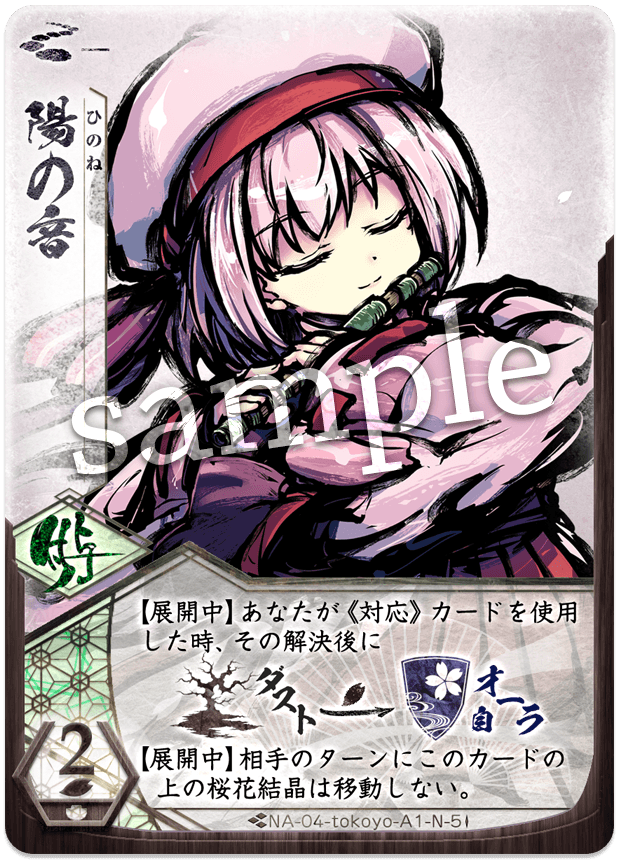 陽の音
ひのね
sample
付与
【展開中】あなたが《対応》カードを使用
した時、その解決後に
ダスト
自オーラ
2
【展開中】相手のターンにこのカードの
上の桜花結晶は移動しない。
NA-04-tokoyo-A1-N-5